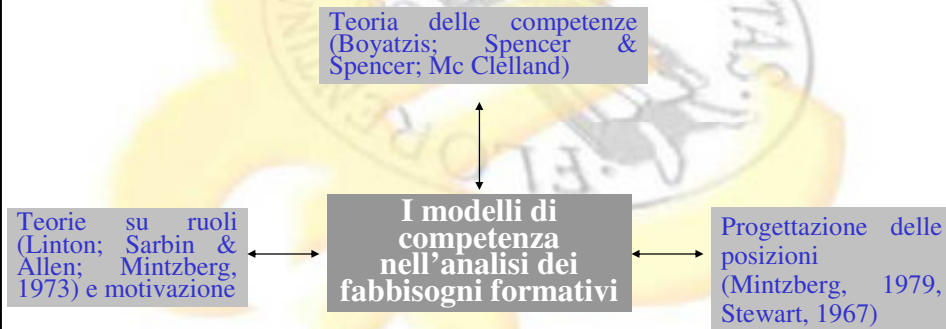 Teoria delle competenze
(Boyatzis; Spencer &
Spencer; Mc Clelland)
Teorie su ruoli
(Linton; Sarbin &
Allen; Mintzberg,
1973) e motivazione
I modelli di
competenza
nell'analisi dei
fabbisogni formativi
Progettazione delle
posizioni
(Mintzberg, 1979,
Stewart, 1967)